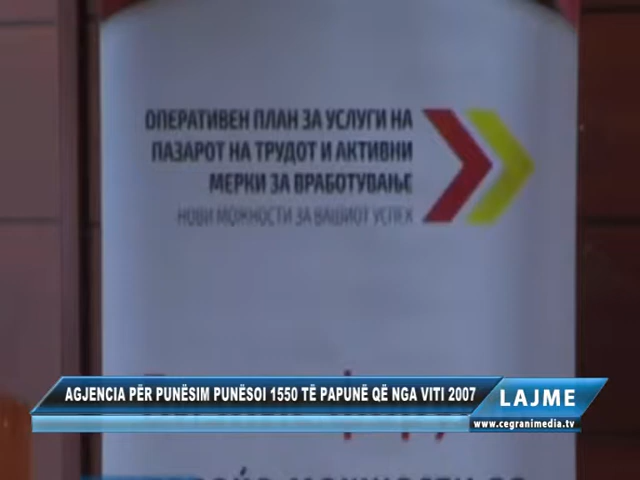 ОПЕРАТИВЕН ПЛАН ЗА УСЛУГИ НА
ПАЗАРОТ НА ТРУДОТ И АКТИВНИ
МЕРКИ ЗА ВРАБОТУВАЊЕ
НОВИ МОЖНОСТИ ЗА ВАШИОТ УСПЕХ
AGJENCIA PËR PUNËSIM PUNËSOI 1550 TË PAPUNË QË NGA VITI 2007
LAJME
www.cegranimedia.tv